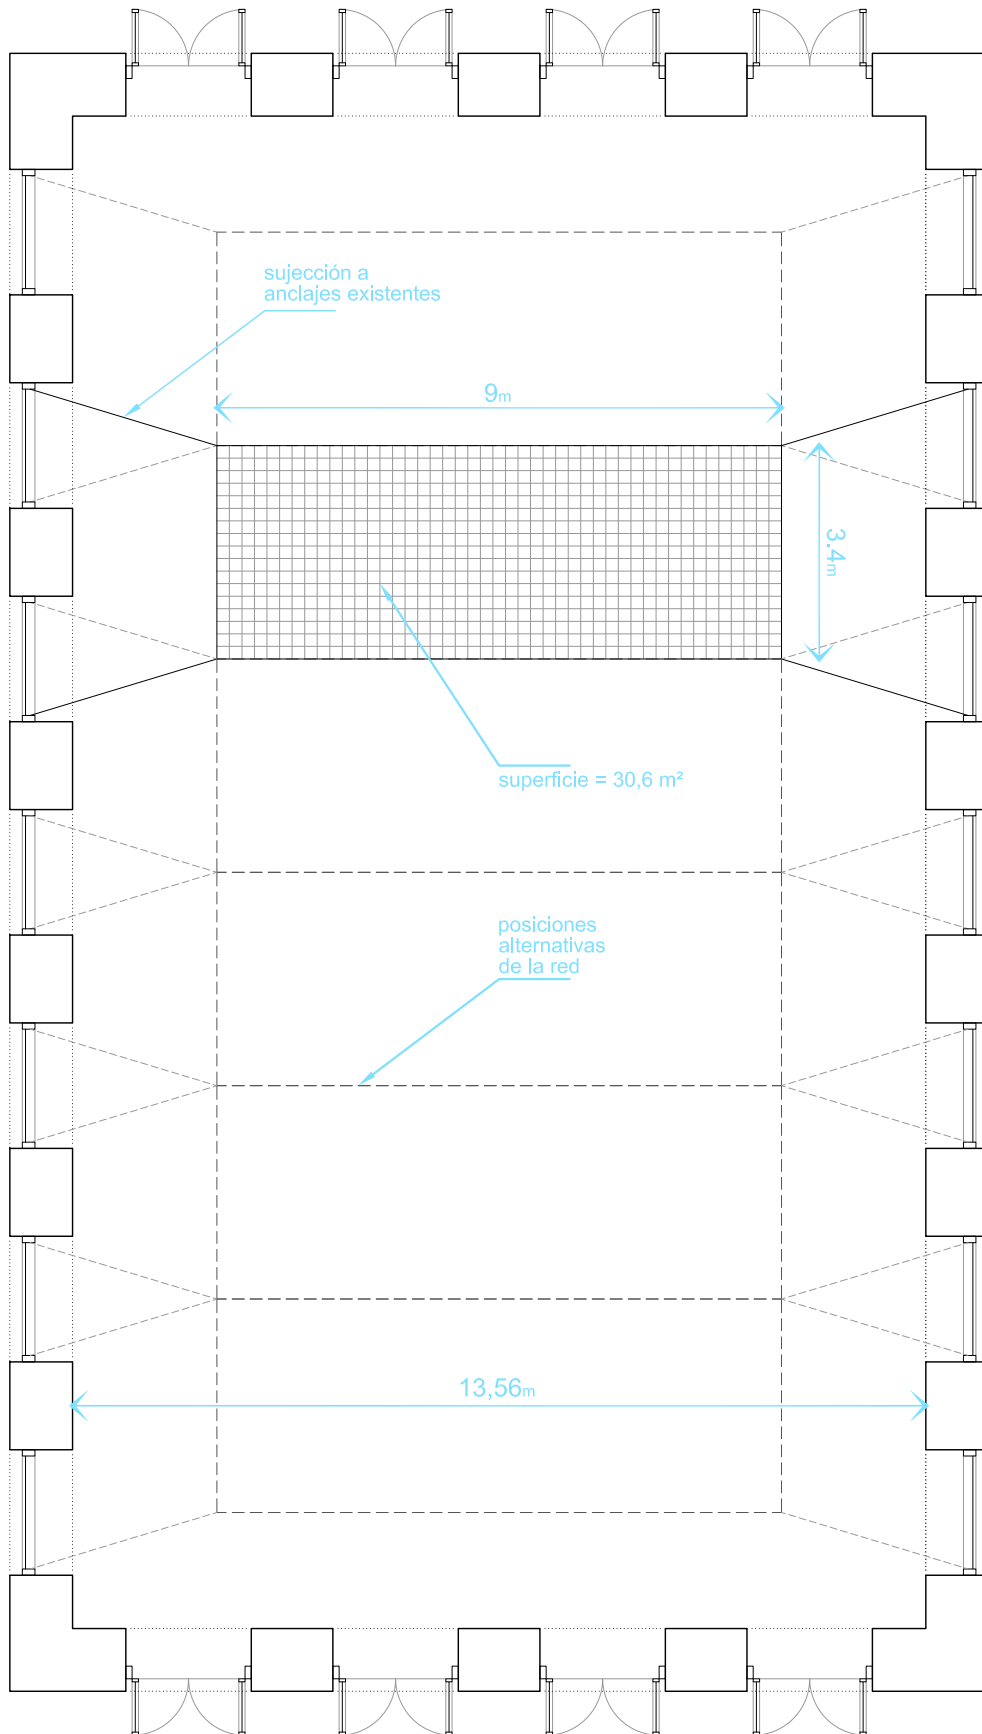 sujección a
anclajes existentes
9m
3.4m
superficie = 30,6 m²
posiciones
alternativas
de la red
13,56m